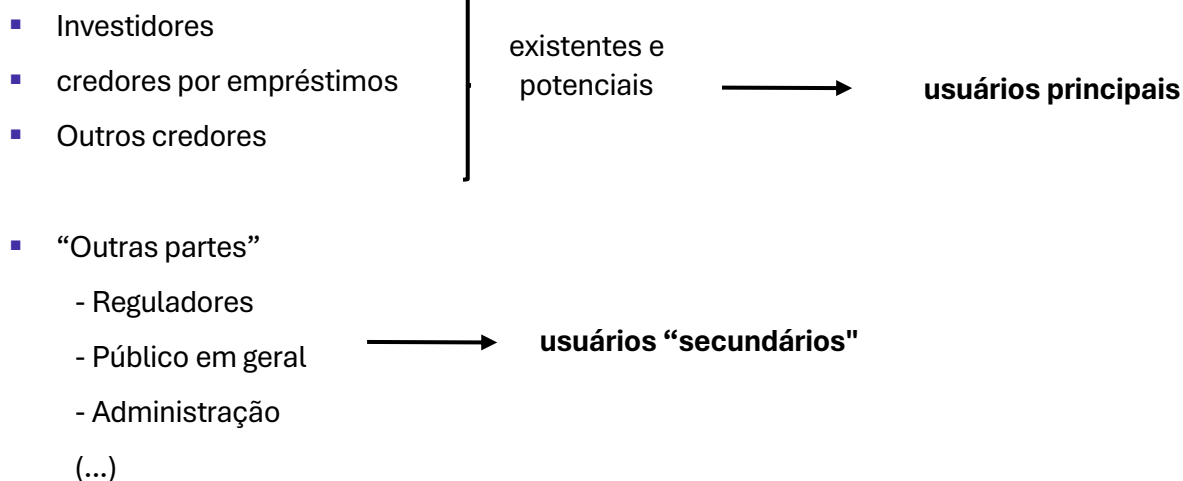 ▪ Investidores
▪ credores por empréstimos
▪ Outros credores
existentes e
potenciais
usuários principais
▪ “Outras partes”
- Reguladores
- Público em geral
- Administração
(...)
usuários “secundários"